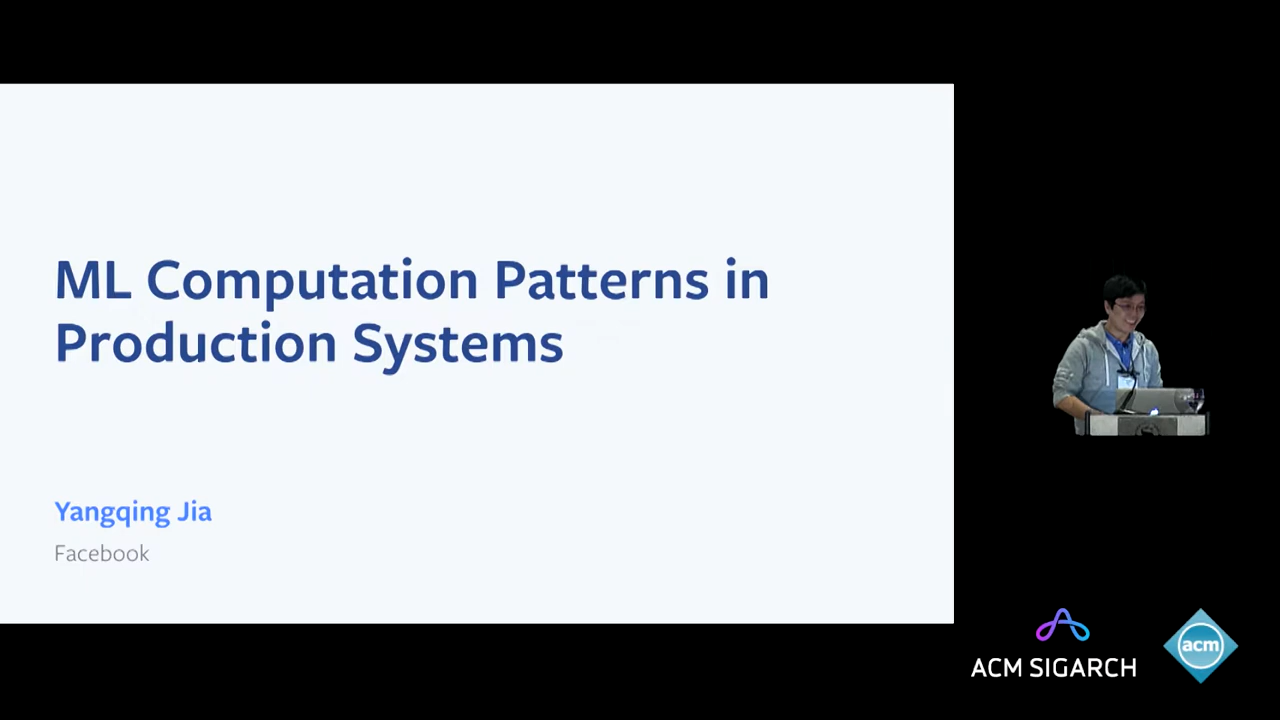 ML Computation Patterns in
Production Systems
Yangqing Jia
Facebook
ACM SIGARCH
acm